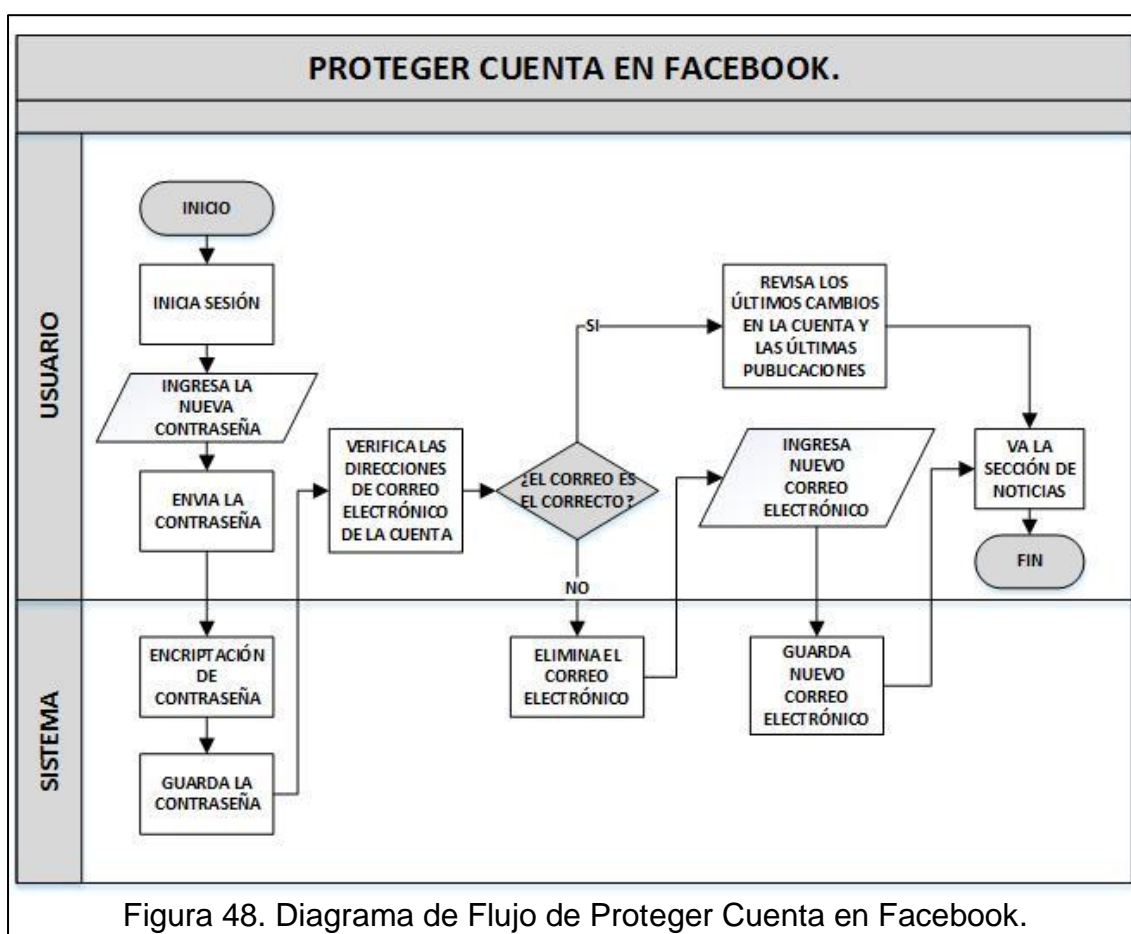 PROTEGER CUENTA EN FACEBOOK.
USUARIO
INICIO
INICIA SESIÓN
INGRESA LA
NUEVA
CONTRASEÑA
ENVIA LA
CONTRASEÑA
VERIFICA LAS
DIRECCIONES
DE CORREO
ELECTRÓNICO
DE LA CUENTA
¿EL CORREO ES
EL CORRECTO?
SI
REVISA LOS
ÚLTIMOS CAMBIOS
EN LA CUENTA Y
LAS ÚLTIMAS
PUBLICACIONES
INGRESA
NUEVO
CORREO
ELECTRÓNICO
VA LA
SECCIÓN DE
NOTICIAS
FIN
NO
SISTEMA
ENCRIPTACIÓN
DE
CONTRASEÑA
GUARDA LA
CONTRASEÑA
ELIMINA EL
CORREO
ELECTRÓNICO
GUARDA
NUEVO
CORREO
ELECTRÓNICO
Figura 48. Diagrama de Flujo de Proteger Cuenta en Facebook.